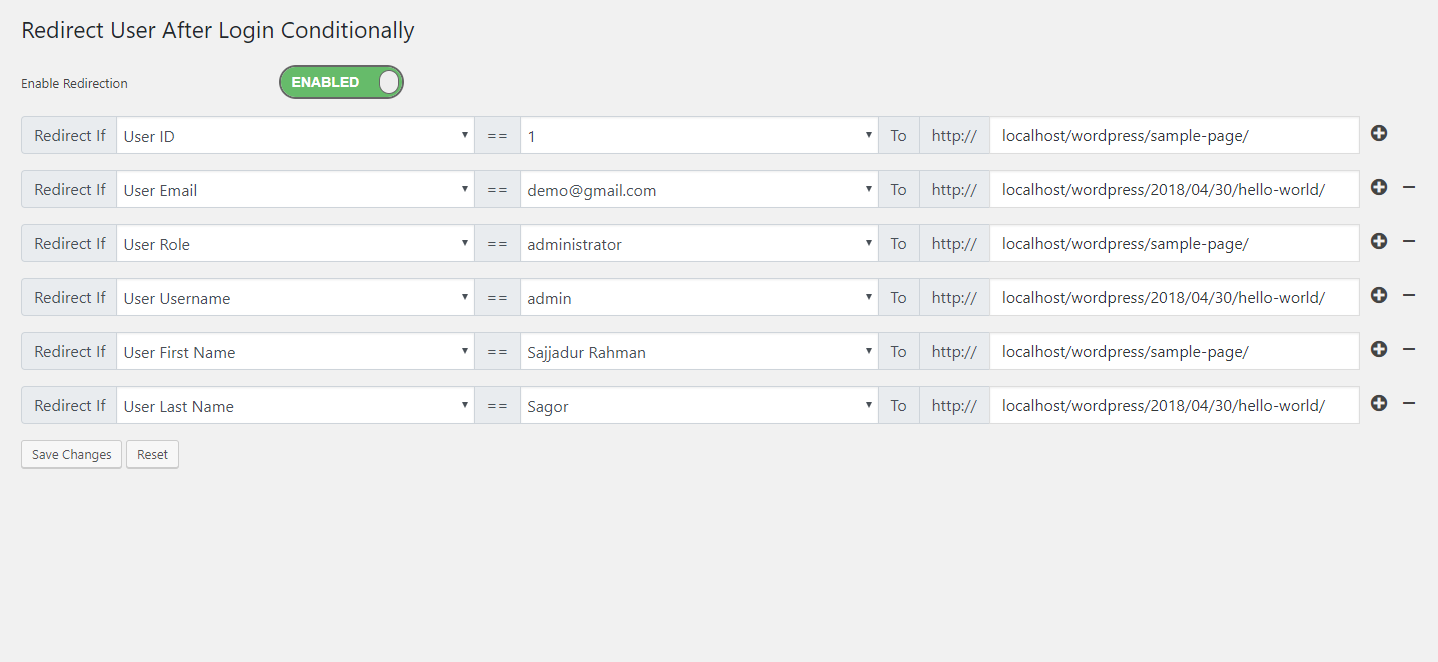 Redirect User After Login Conditionally
Enable Redirection ENABLED
Redirect If User ID == 1 To http:// localhost/wordpress/sample-page/
Redirect If User Email == demo@gmail.com To http:// localhost/wordpress/2018/04/30/hello-world/
Redirect If User Role == administrator To http:// localhost/wordpress/sample-page/
Redirect If User Username == admin To http:// localhost/wordpress/2018/04/30/hello-world/
Redirect If User First Name == Sajjadur Rahman To http:// localhost/wordpress/sample-page/
Redirect If User Last Name == Sagor To http:// localhost/wordpress/2018/04/30/hello-world/
Save Changes Reset